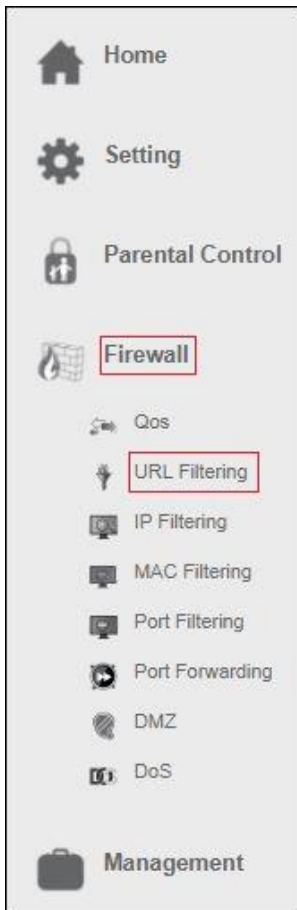 Home
Setting
Parental Control
Firewall
Qos
URL Filtering
IP Filtering
MAC Filtering
Port Filtering
Port Forwarding
DMZ
DoS
Management